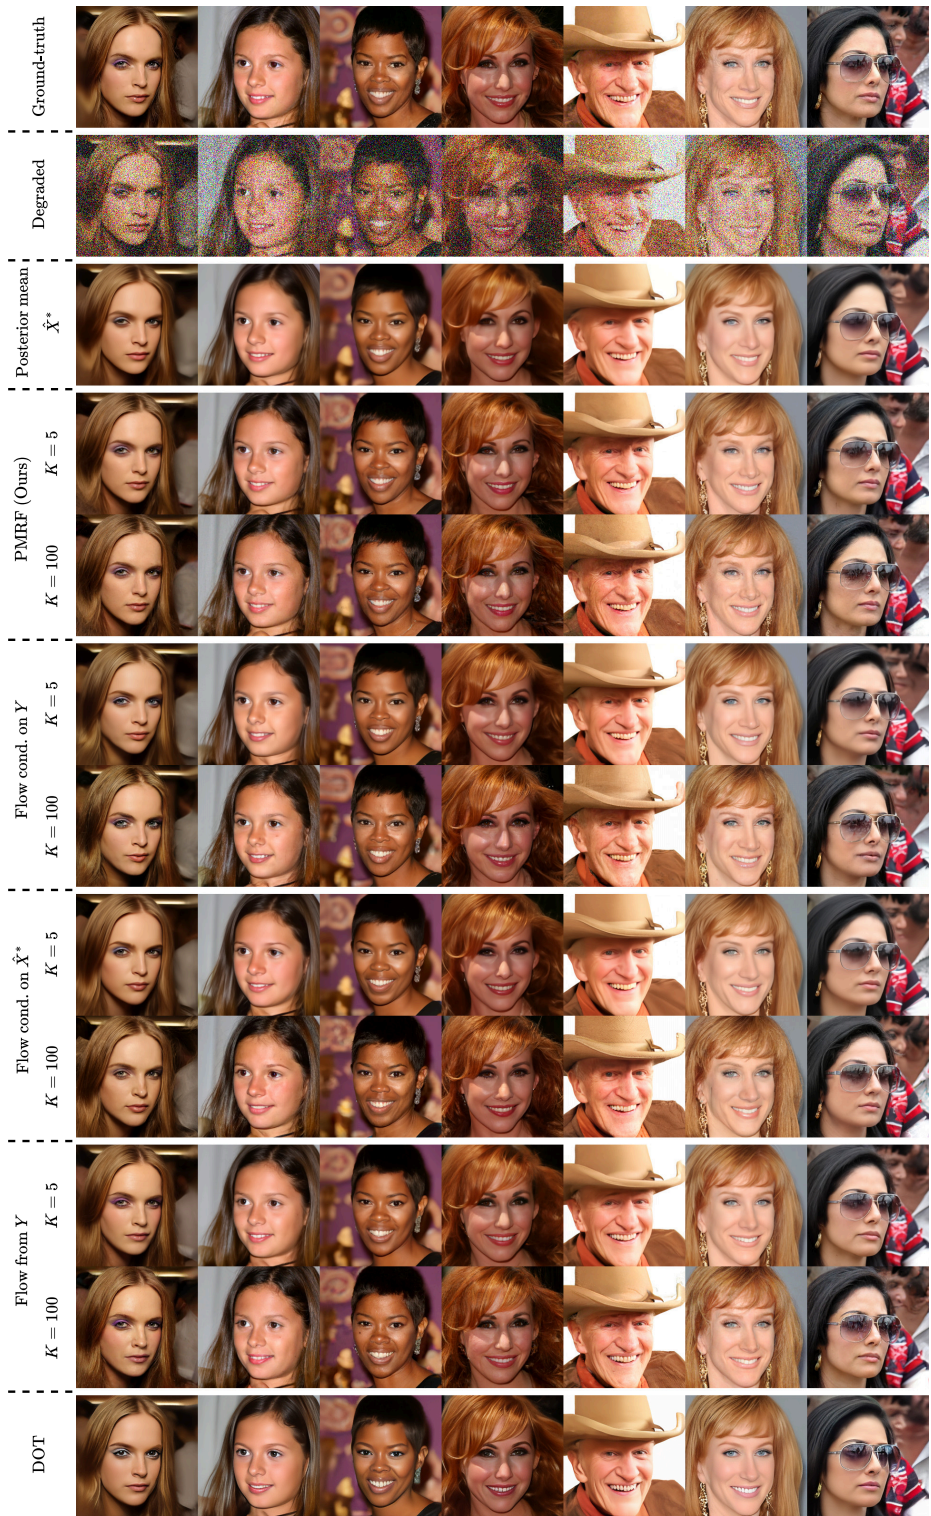 Ground-truth
Degraded
Posterior mean
X̂*
PMRF (Ours)
K = 5
K = 100
Flow cond. on Y
K = 5
K = 100
Flow cond. on X̂*
K = 5
K = 100
Flow from Y
K = 5
K = 100
DOT